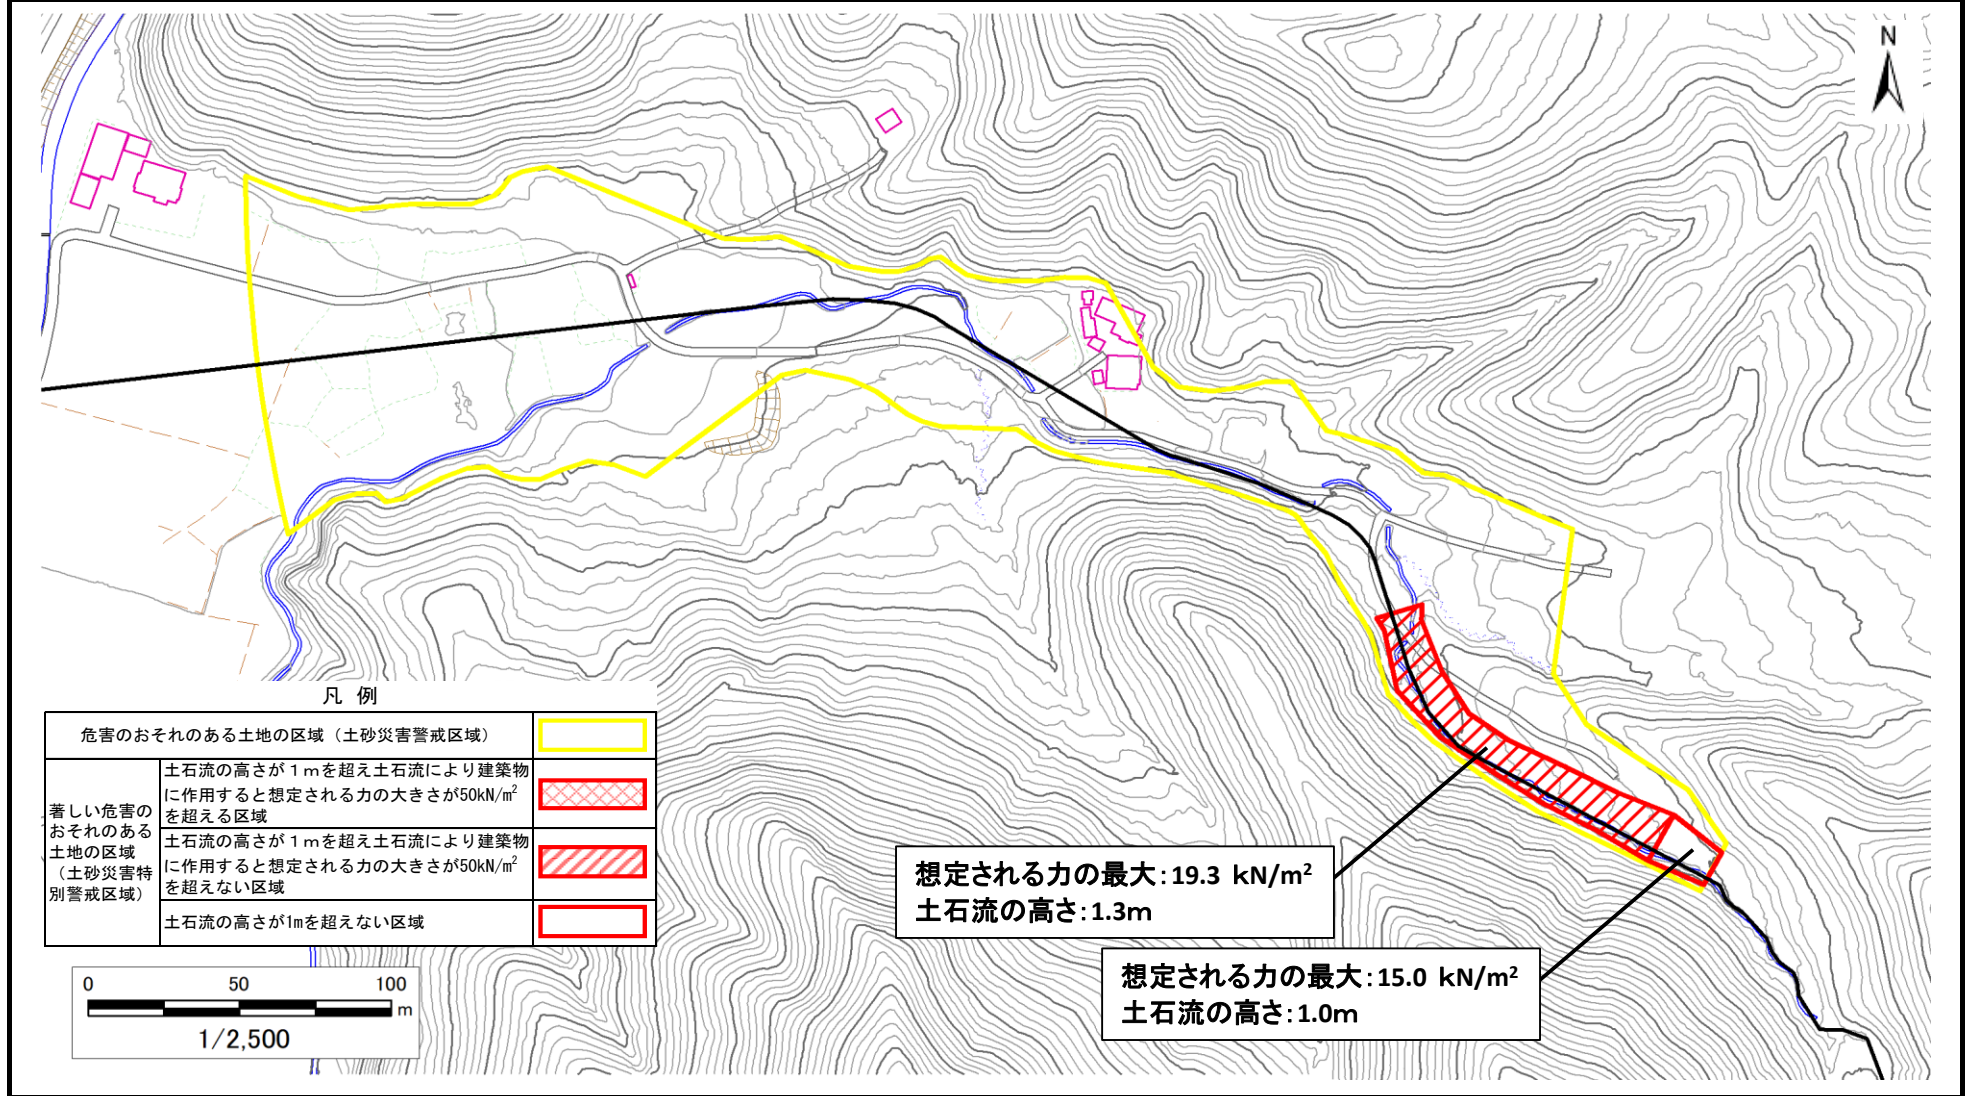 N
凡 例
危害のおそれのある土地の区域（土砂災害警戒区域）
著しい危害の
おそれのある
土地の区域
（土砂災害特
別警戒区域）
土石流の高さが１ｍを超え土石流により建築物
に作用すると想定される力の大きさが50kN/m²
を超える区域
土石流の高さが１ｍを超え土石流により建築物
に作用すると想定される力の大きさが50kN/m²
を超えない区域
土石流の高さが1mを超えない区域
想定される力の最大：19.3 kN/m²
土石流の高さ：1.3m
想定される力の最大：15.0 kN/m²
土石流の高さ：1.0m
0 50 100
m
1/2,500